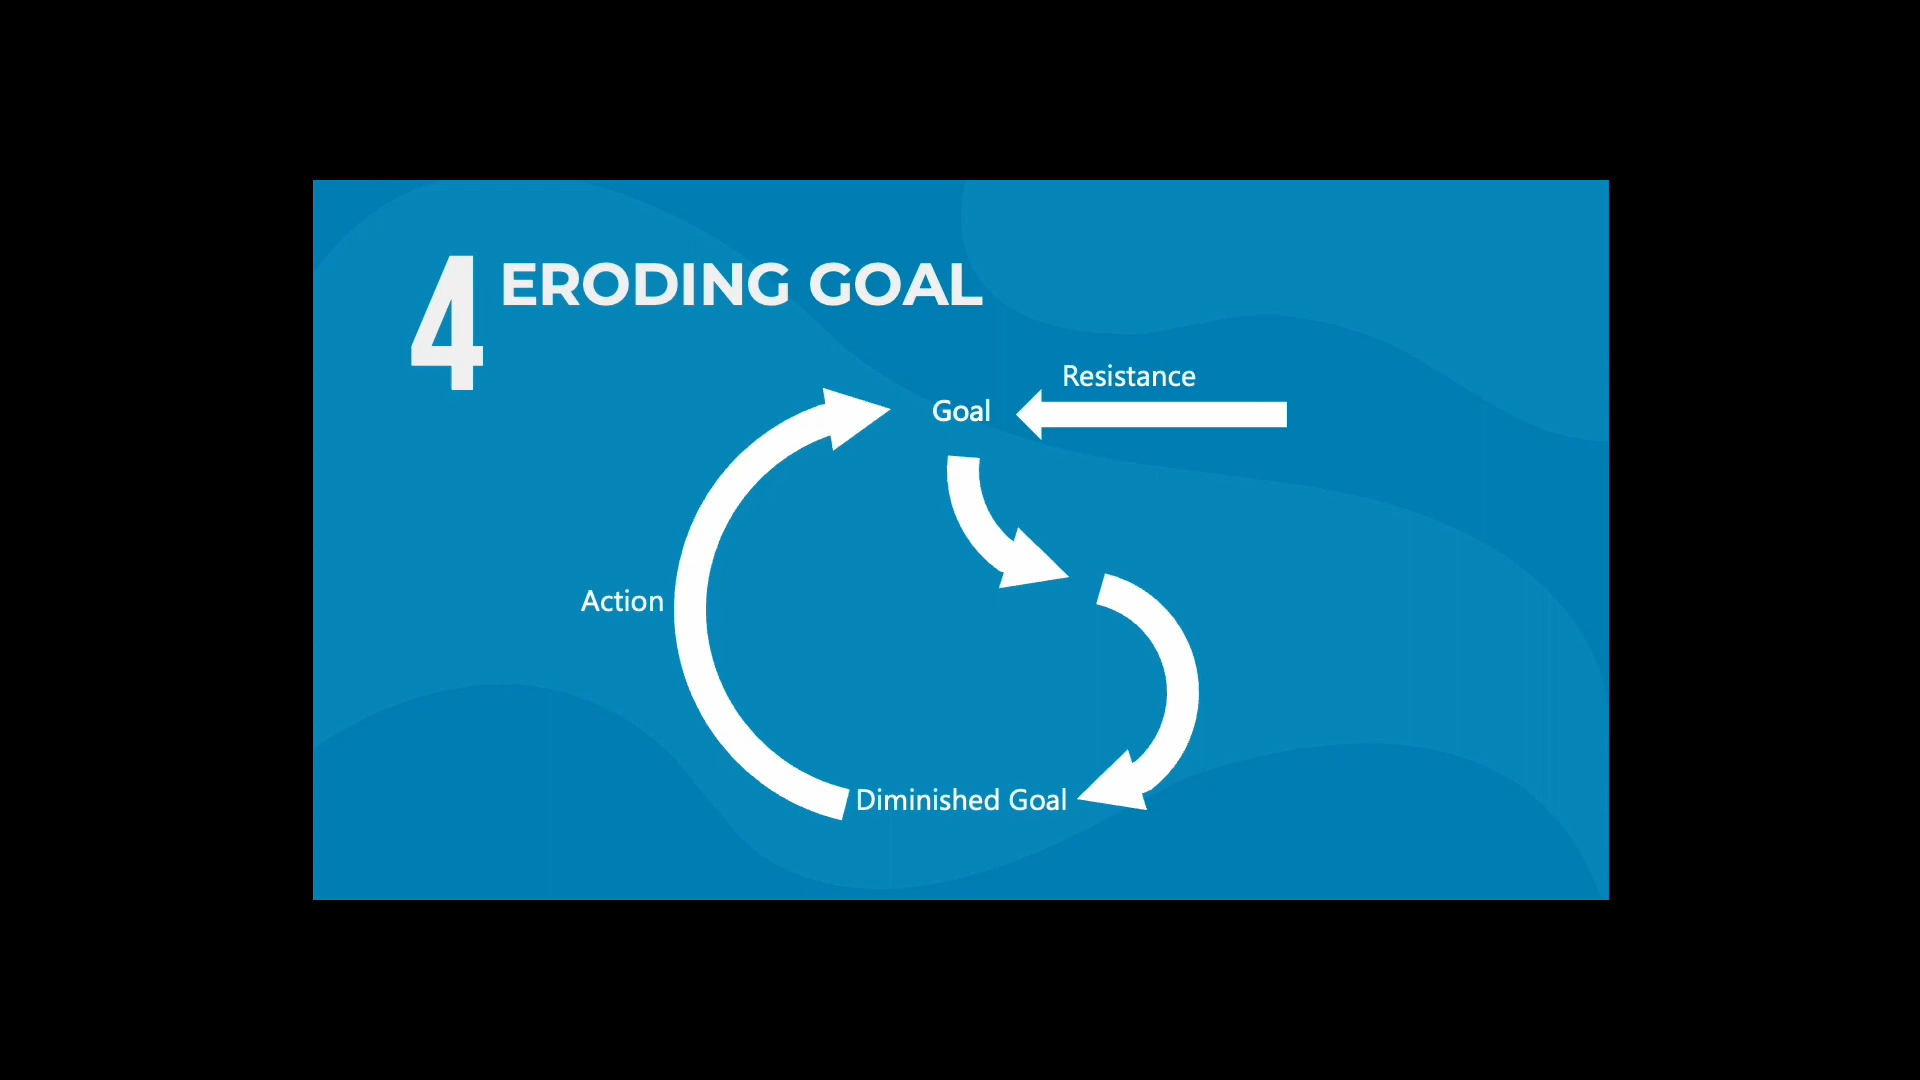 4 ERODING GOAL
Resistance
Goal
Action
Diminished Goal